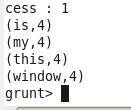 cess : 1
(is,4)
(my,4)
(this,4)
(window,4)
grunt>